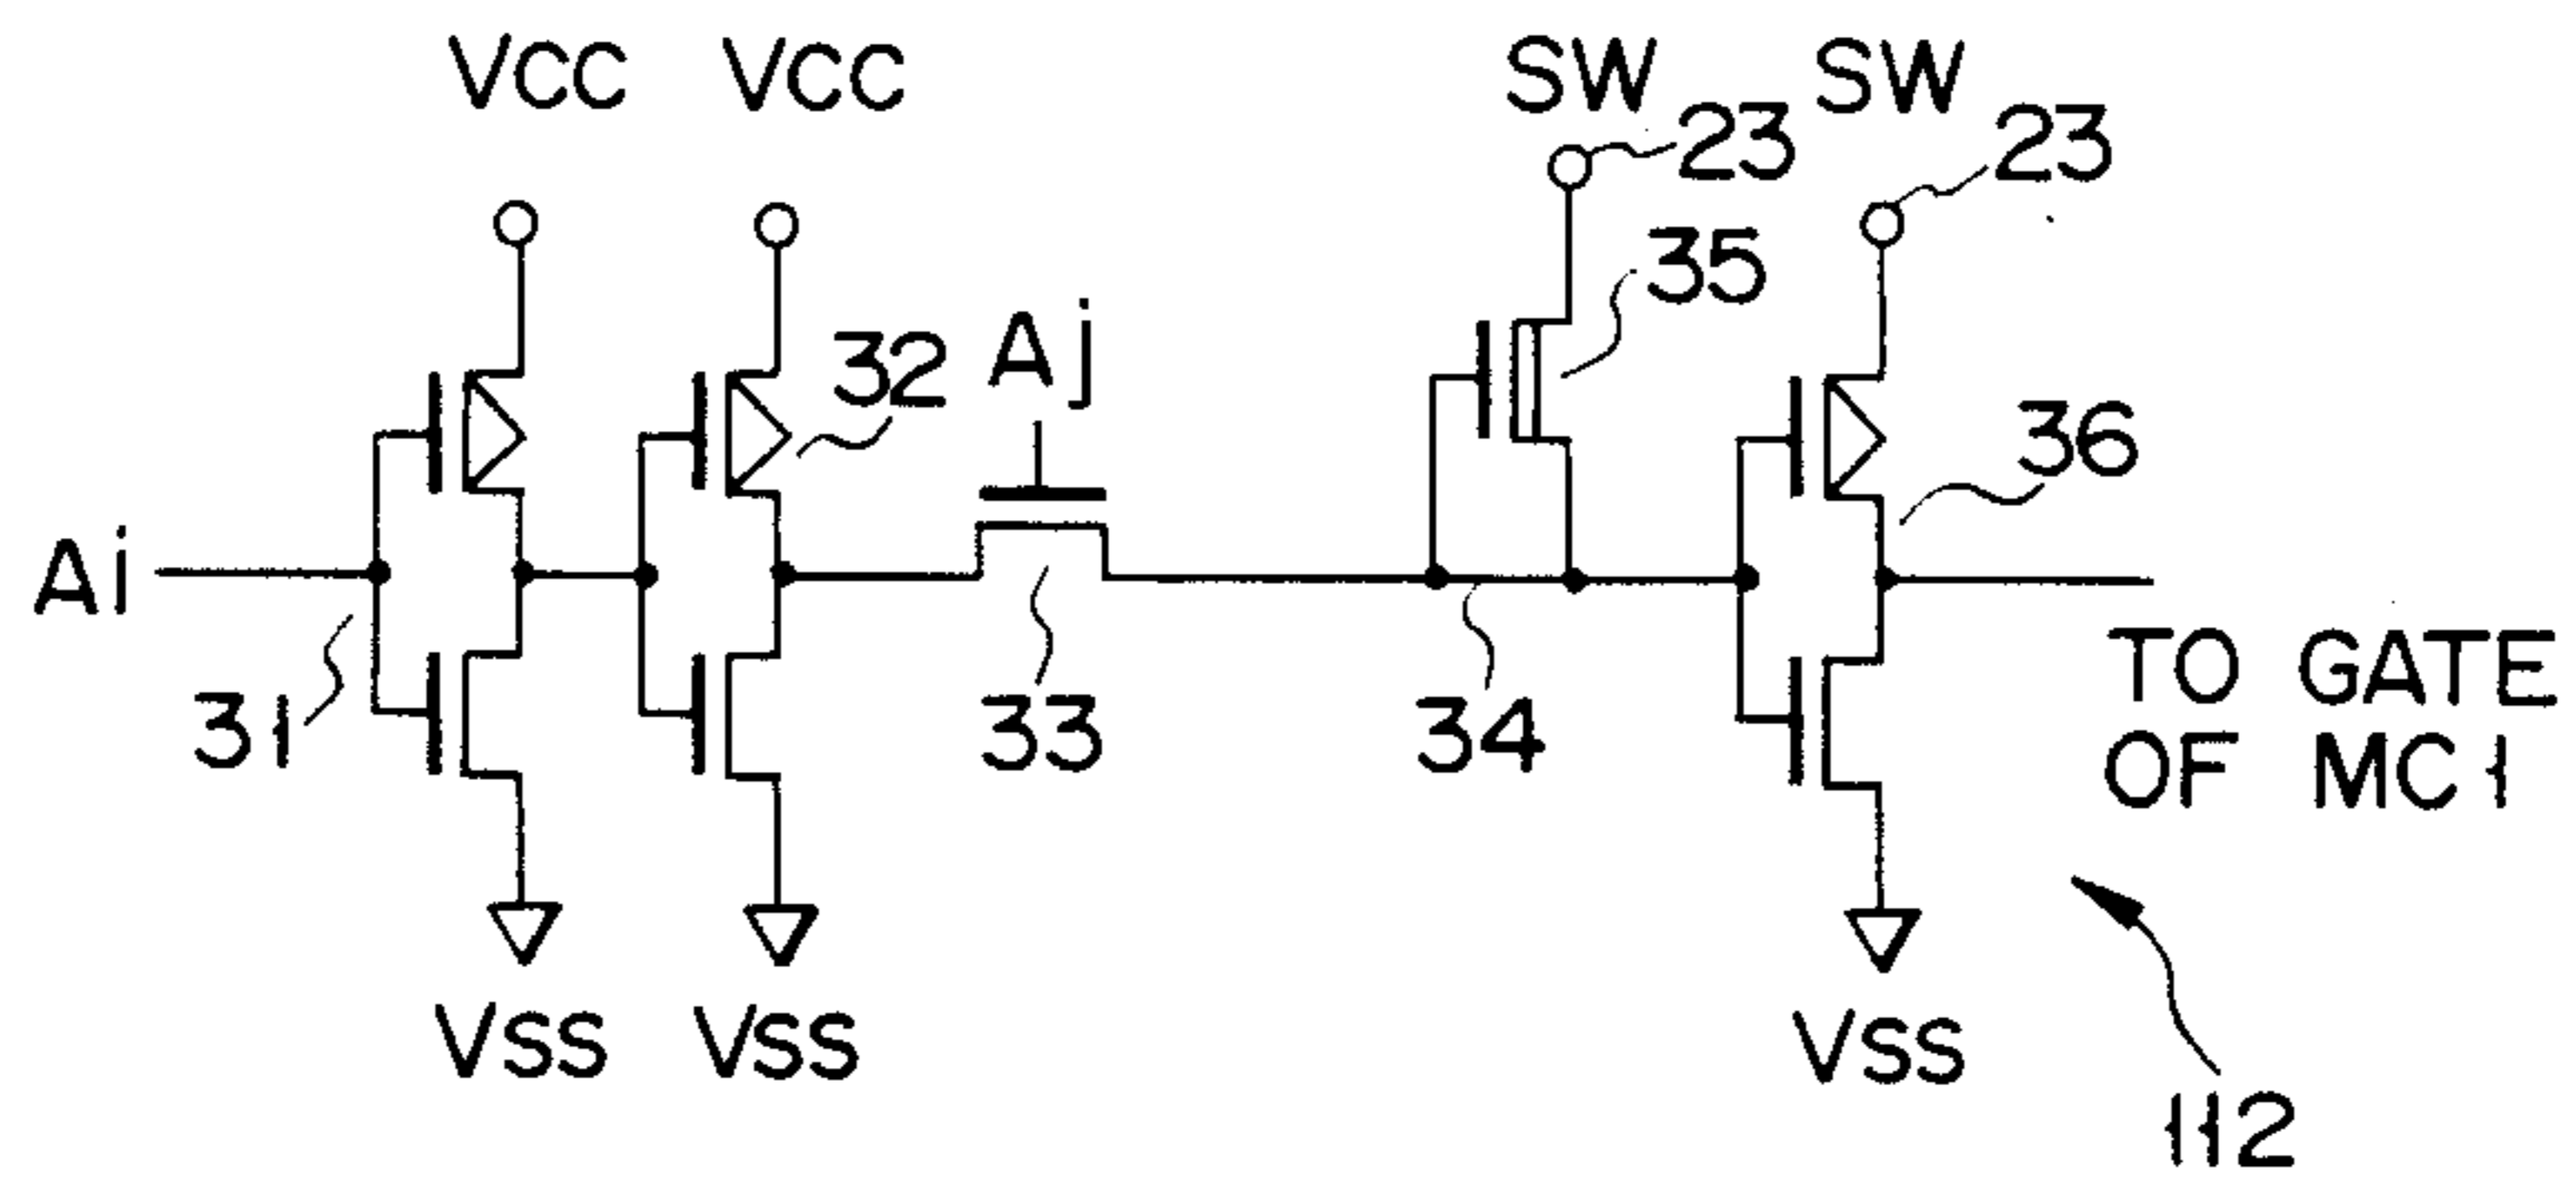 VCC VCC SW SW
23 23
35
32 Aj
36
Ai
31 33 34
TO GATE
OF MC1
VSS VSS VSS
112